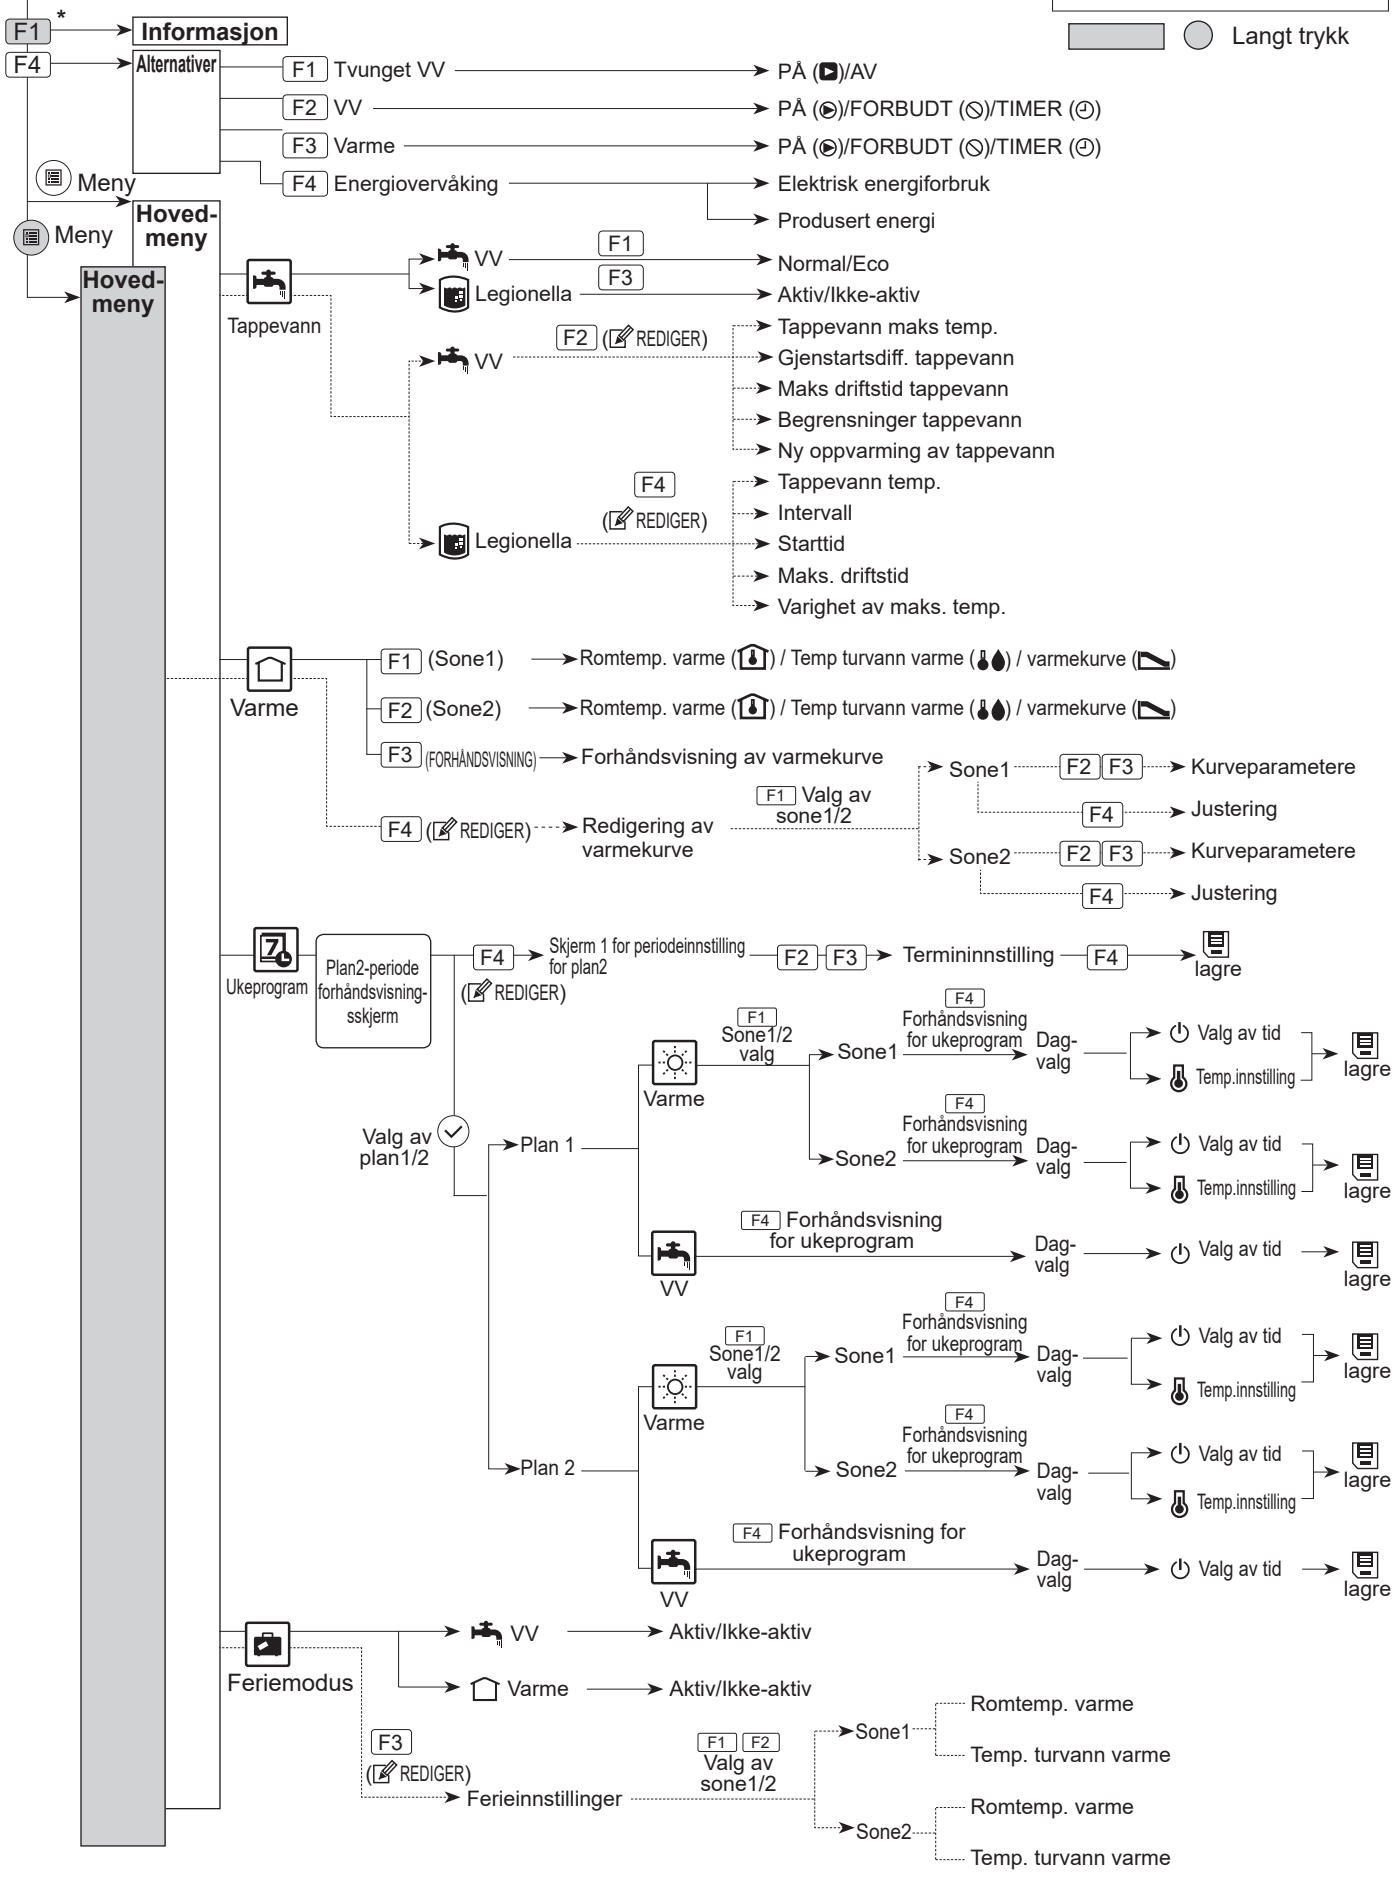 F1 * Informasjon
Langt trykk
F4 Alternativer
F1 Tvunget VV PÅ ()/AV
F2 VV PÅ ()/FORBUDT ()/TIMER ()
F3 Varme PÅ ()/FORBUDT ()/TIMER ()
F4 Energiovervåking Elektrisk energiforbruk
Produsert energi
Meny
Meny
Hoved-
meny
Hoved-
meny
Tappevann
VV F1 Normal/Eco
Legionella F3 Aktiv/Ikke-aktiv
VV F2 (REDIGER)
Tappevann maks temp.
Gjenstartsdiff. tappevann
Maks driftstid tappevann
Begrensninger tappevann
Ny oppvarming av tappevann
Legionella F4
(REDIGER)
Tappevann temp.
Intervall
Starttid
Maks. driftstid
Varighet av maks. temp.
Varme
F1 (Sone1) Romtemp. varme () / Temp turvann varme () / varmekurve ()
F2 (Sone2) Romtemp. varme () / Temp turvann varme () / varmekurve ()
F3 (FORHÅNDSVISNING) Forhåndsvisning av varmekurve
F4 (REDIGER) Redigering av
varmekurve
F1 Valg av
sone1/2
Sone1 F2 F3 Kurveparametere
F4 Justering
Sone2 F2 F3 Kurveparametere
F4 Justering
7
Ukeprogram
Plan2-periode
forhåndsvisning-
sskjerm
F4
(REDIGER)
Skjerm 1 for periodeinnstilling
for plan2
F2 F3 Termininnstilling F4 lagre
Valg av
plan1/2
Plan 1
Varme
F1
Sone1/2
valg
Sone1
F4
Forhåndsvisning
for ukeprogram
Dag-
valg
Valg av tid
Temp.innstilling
lagre
Sone2
F4
Forhåndsvisning
for ukeprogram
Dag-
valg
Valg av tid
Temp.innstilling
lagre
VV
F4 Forhåndsvisning
for ukeprogram
Dag-
valg
Valg av tid
lagre
Plan 2
Varme
F1
Sone1/2
valg
Sone1
F4
Forhåndsvisning
for ukeprogram
Dag-
valg
Valg av tid
Temp.innstilling
lagre
Sone2
F4
Forhåndsvisning
for ukeprogram
Dag-
valg
Valg av tid
Temp.innstilling
lagre
VV
F4 Forhåndsvisning for
ukeprogram
Dag-
valg
Valg av tid
lagre
Feriemodus
VV Aktiv/Ikke-aktiv
Varme Aktiv/Ikke-aktiv
F3
(REDIGER)
Ferieinnstillinger
F1 F2
Valg av
sone1/2
Sone1
Romtemp. varme
Temp. turvann varme
Sone2
Romtemp. varme
Temp. turvann varme